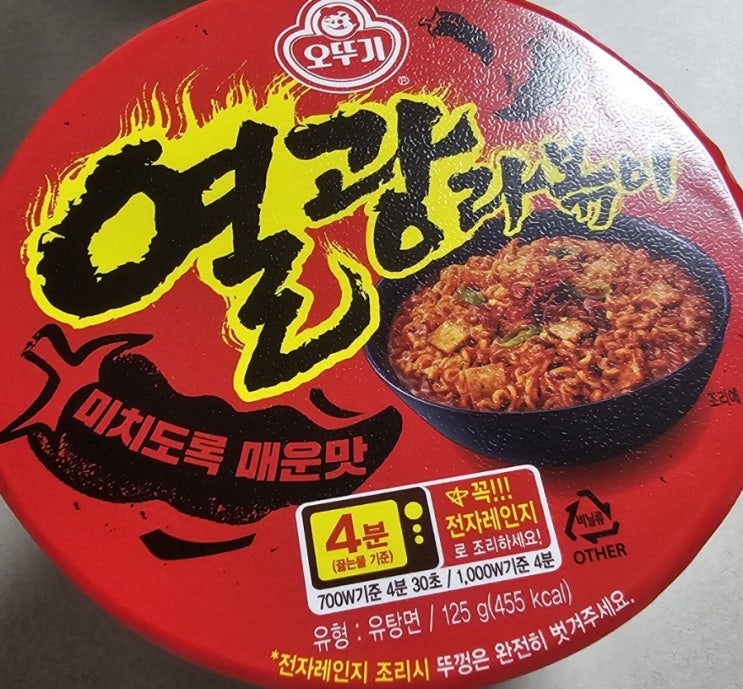 오뚜기
®
열광라볶이
미치도록 매운맛
조리예
4분
(끓는물 기준)
꼭!!!
전자레인지
로 조리하세요!
700W기준 4분 30초 / 1,000W기준 4분
비닐류
OTHER
유형 : 유탕면 / 125 g(455 kcal)
*전자레인지 조리시 뚜껑은 완전히 벗겨주세요.